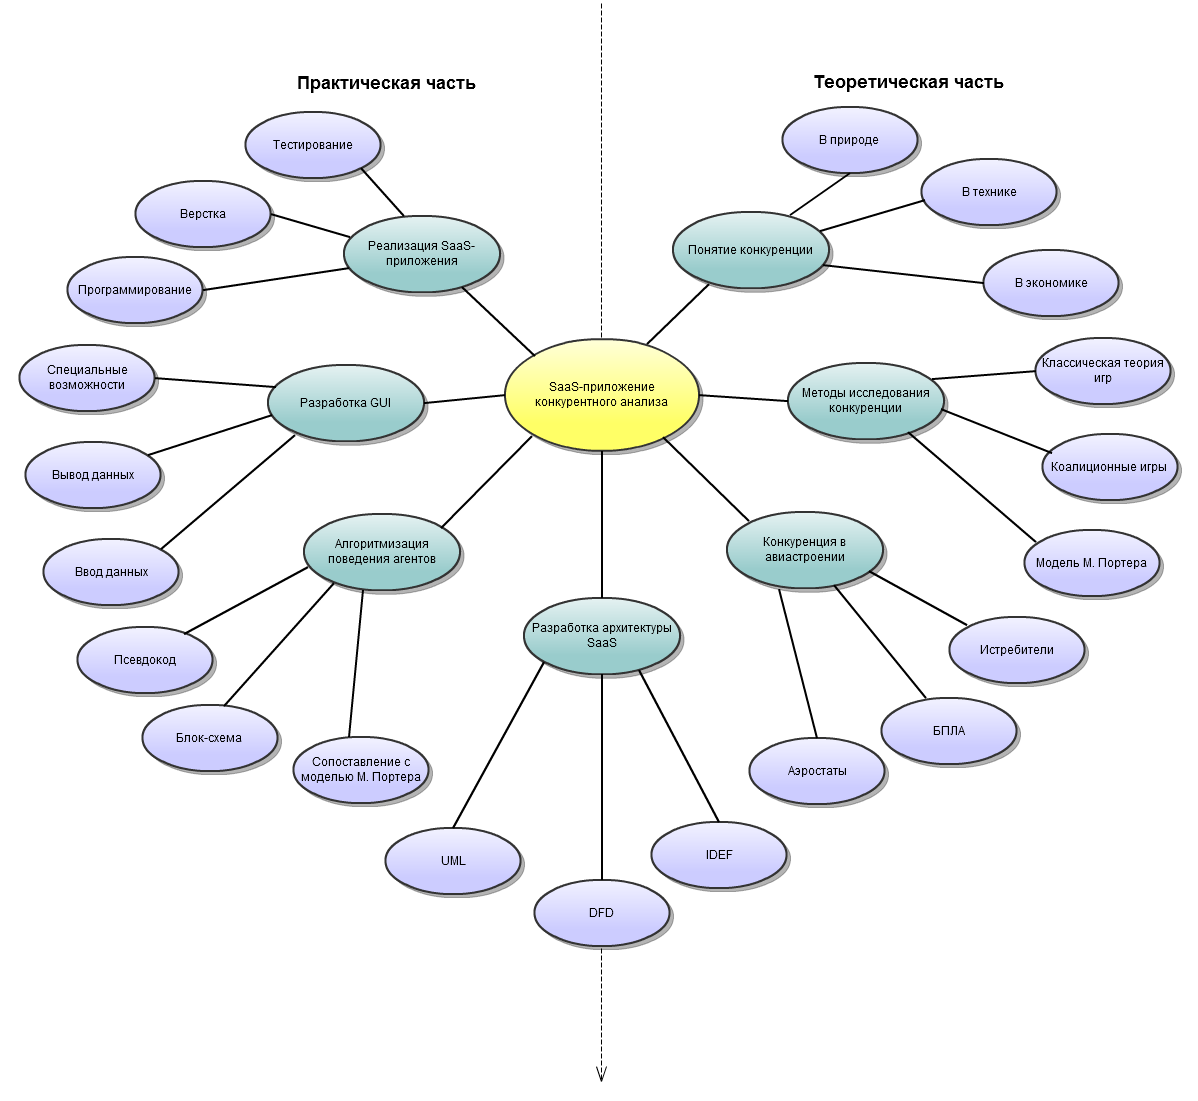 Практическая часть
Теоретическая часть
Тестирование
Верстка
Программирование
Реализация SaaS-
приложения
В природе
В технике
В экономике
Понятие конкуренции
Специальные
возможности
Вывод данных
Ввод данных
Разработка GUI
SaaS-приложение
конкурентного анализа
Методы исследования
конкуренции
Классическая теория
игр
Коалиционные игры
Модель М. Портера
Алгоритмизация
поведения агентов
Псевдокод
Блок-схема
Сопоставление с
моделью М. Портера
Разработка архитектуры
SaaS
UML
DFD
IDEF
Конкуренция в
авиастроении
Истребители
БПЛА
Аэростаты